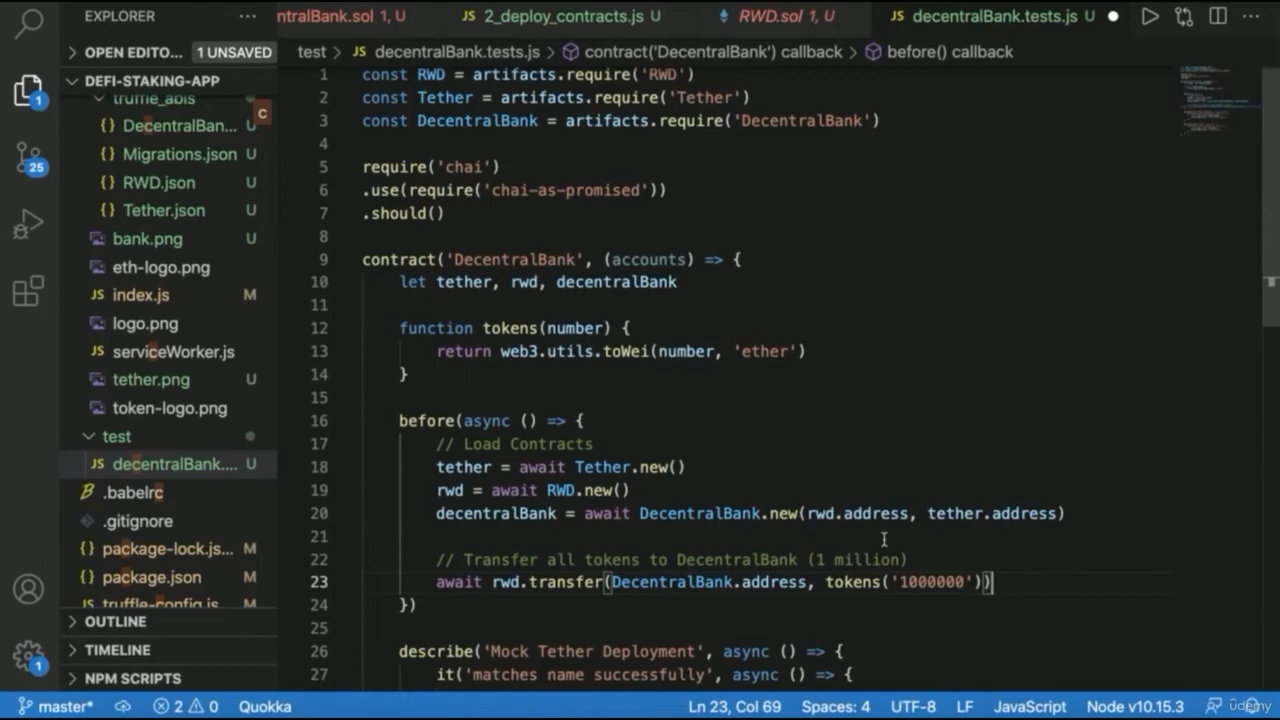 EXPLORER
ntralBank.sol 1, U
JS 2_deploy_contracts.js U
RWD.sol 1, U
JS decentralBank.tests.js U
OPEN EDITO... 1 UNSAVED
test > JS decentralBank.tests.js > contract('DecentralBank') callback > before() callback
DEFI-STAKING-APP
truffle_abis
c
{} DecentralBan... U
{} Migrations.json U
{} RWD.json U
{} Tether.json U
bank.png U
eth-logo.png
JS index.js M
logo.png
JS serviceWorker.js
tether.png U
token-logo.png
test
JS decentralBank.... U
.babelrc
.gitignore
{} package-lock.js... M
{} package.json M
truffle-config.js M
OUTLINE
TIMELINE
NPM SCRIPTS
1
25
1
1 const RWD = artifacts.require('RWD')
2 const Tether = artifacts.require('Tether')
3 const DecentralBank = artifacts.require('DecentralBank')
4
5 require('chai')
6 .use(require('chai-as-promised'))
7 .should()
8
9 contract('DecentralBank', (accounts) => {
10 let tether, rwd, decentralBank
11
12 function tokens(number) {
13 return web3.utils.toWei(number, 'ether')
14 }
15
16 before(async () => {
17 // Load Contracts
18 tether = await Tether.new()
19 rwd = await RWD.new()
20 decentralBank = await DecentralBank.new(rwd.address, tether.address)
21
22 // Transfer all tokens to DecentralBank (1 million)
23 await rwd.transfer(DecentralBank.address, tokens('1000000'))
24 })
25
26 describe('Mock Tether Deployment', async () => {
27 it('matches name successfully', async () => {
master* 2 0 Quokka Ln 23, Col 69 Spaces: 4 UTF-8 LF JavaScript Node v10.15.3
udemy